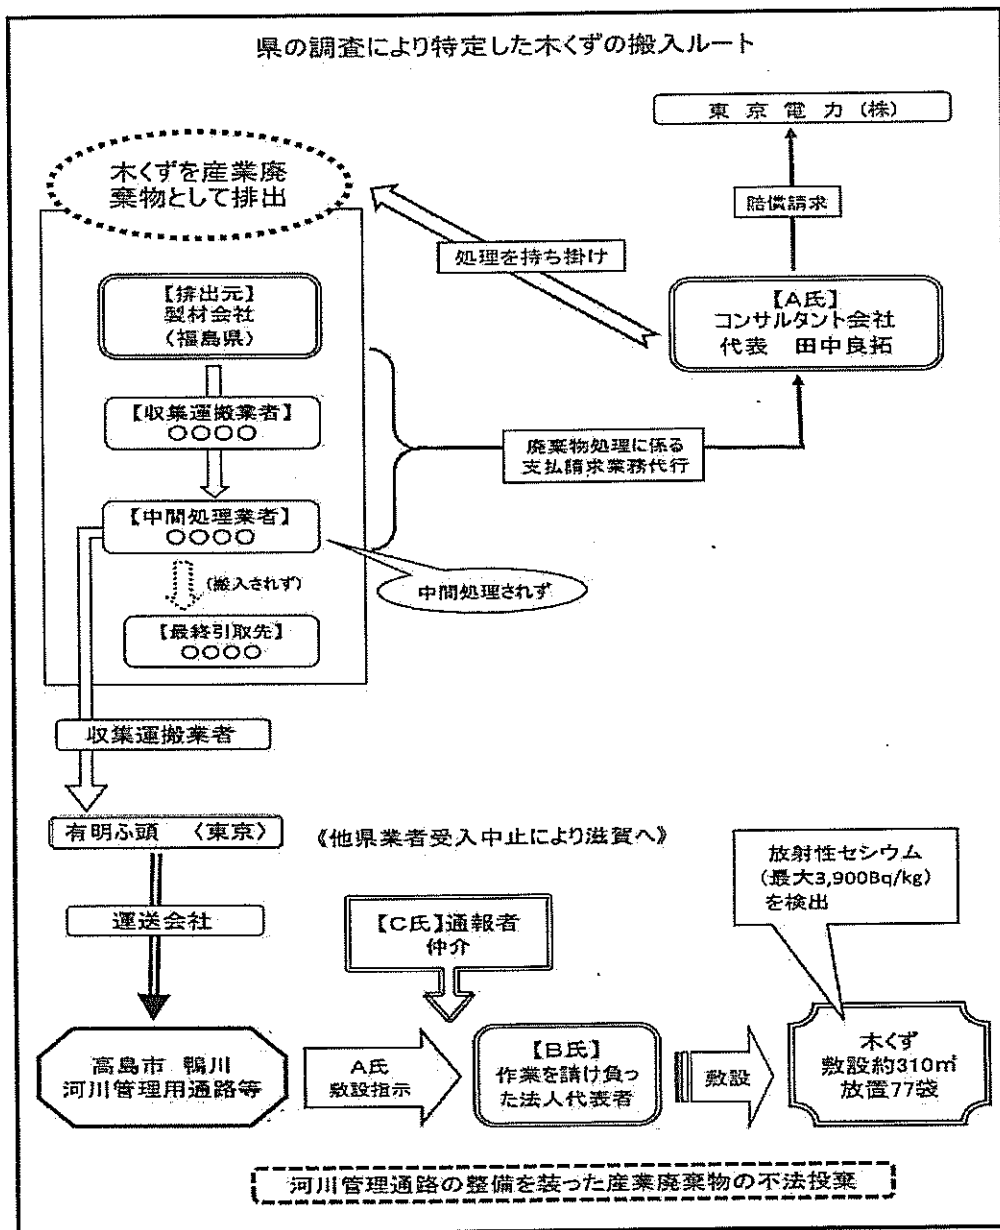 県の調査により特定した木くずの搬入ルート
東京電力(株)
木くずを産業廃
棄物として排出
賠償請求
処理を持ち掛け
【排出元】
製材会社
〈福島県〉
【A氏】
コンサルタント会社
代表 田中良拓
【収集運搬業者】
○○○○
廃棄物処理に係る
支払請求業務代行
【中間処理業者】
○○○○
(搬入されず)
中間処理されず
【最終引取先】
○○○○
収集運搬業者
有明ふ頭 〈東京〉
《他県業者受入中止により滋賀へ》
放射性セシウム
(最大3,900Bq/kg)
を検出
運送会社
【C氏】通報者
仲介
高島市 鴨川
河川管理用通路等
A氏
敷設指示
【B氏】
作業を請け負っ
た法人代表者
敷設
木くず
敷設約310㎥
放置77袋
河川管理通路の整備を装った産業廃棄物の不法投棄